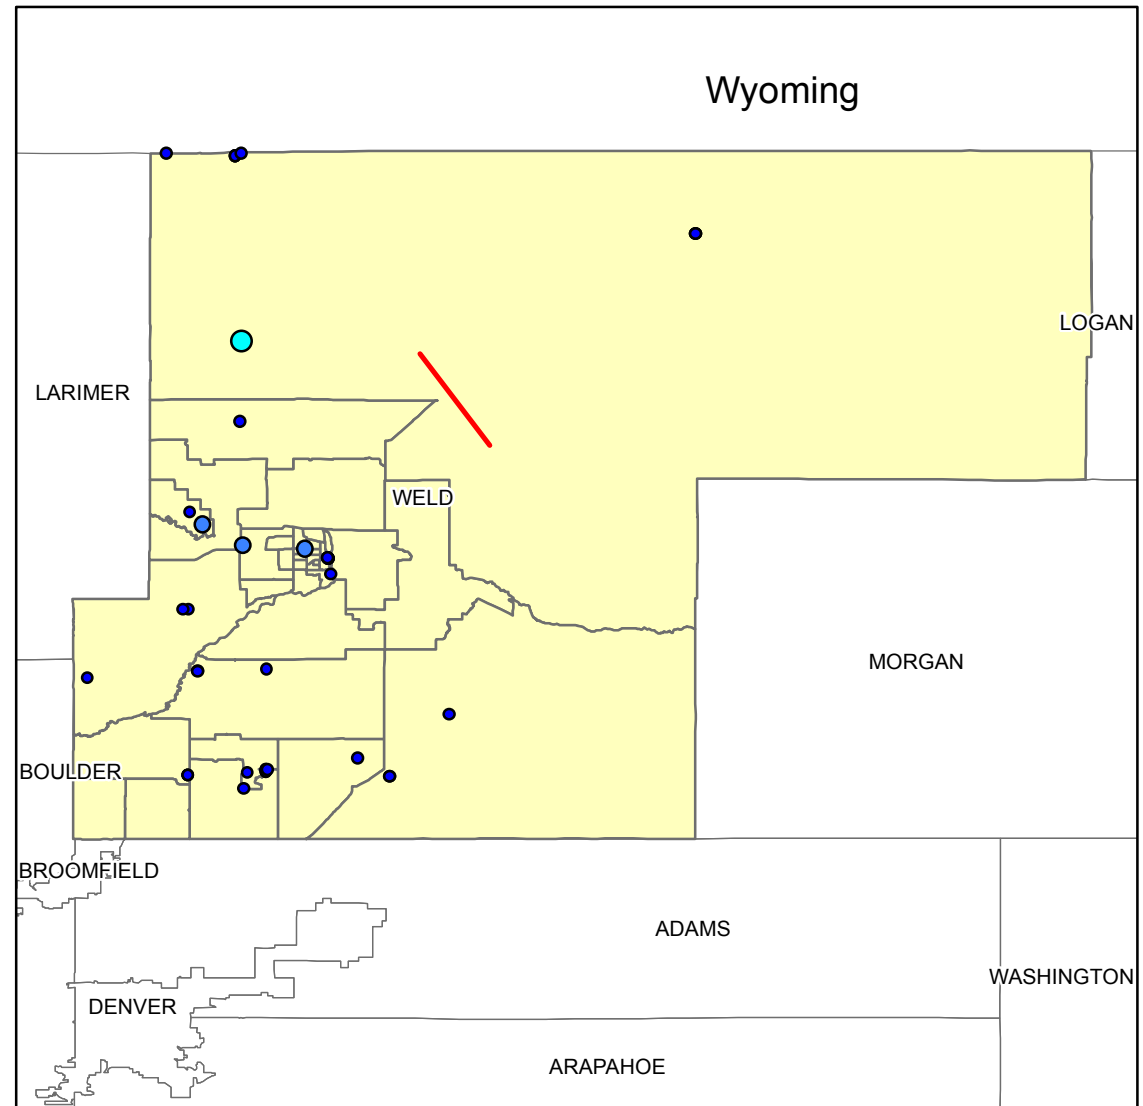 Wyoming
LOGAN
LARIMER
WELD
MORGAN
BOULDER
BROOMFIELD
ADAMS
WASHINGTON
DENVER
ARAPAHOE